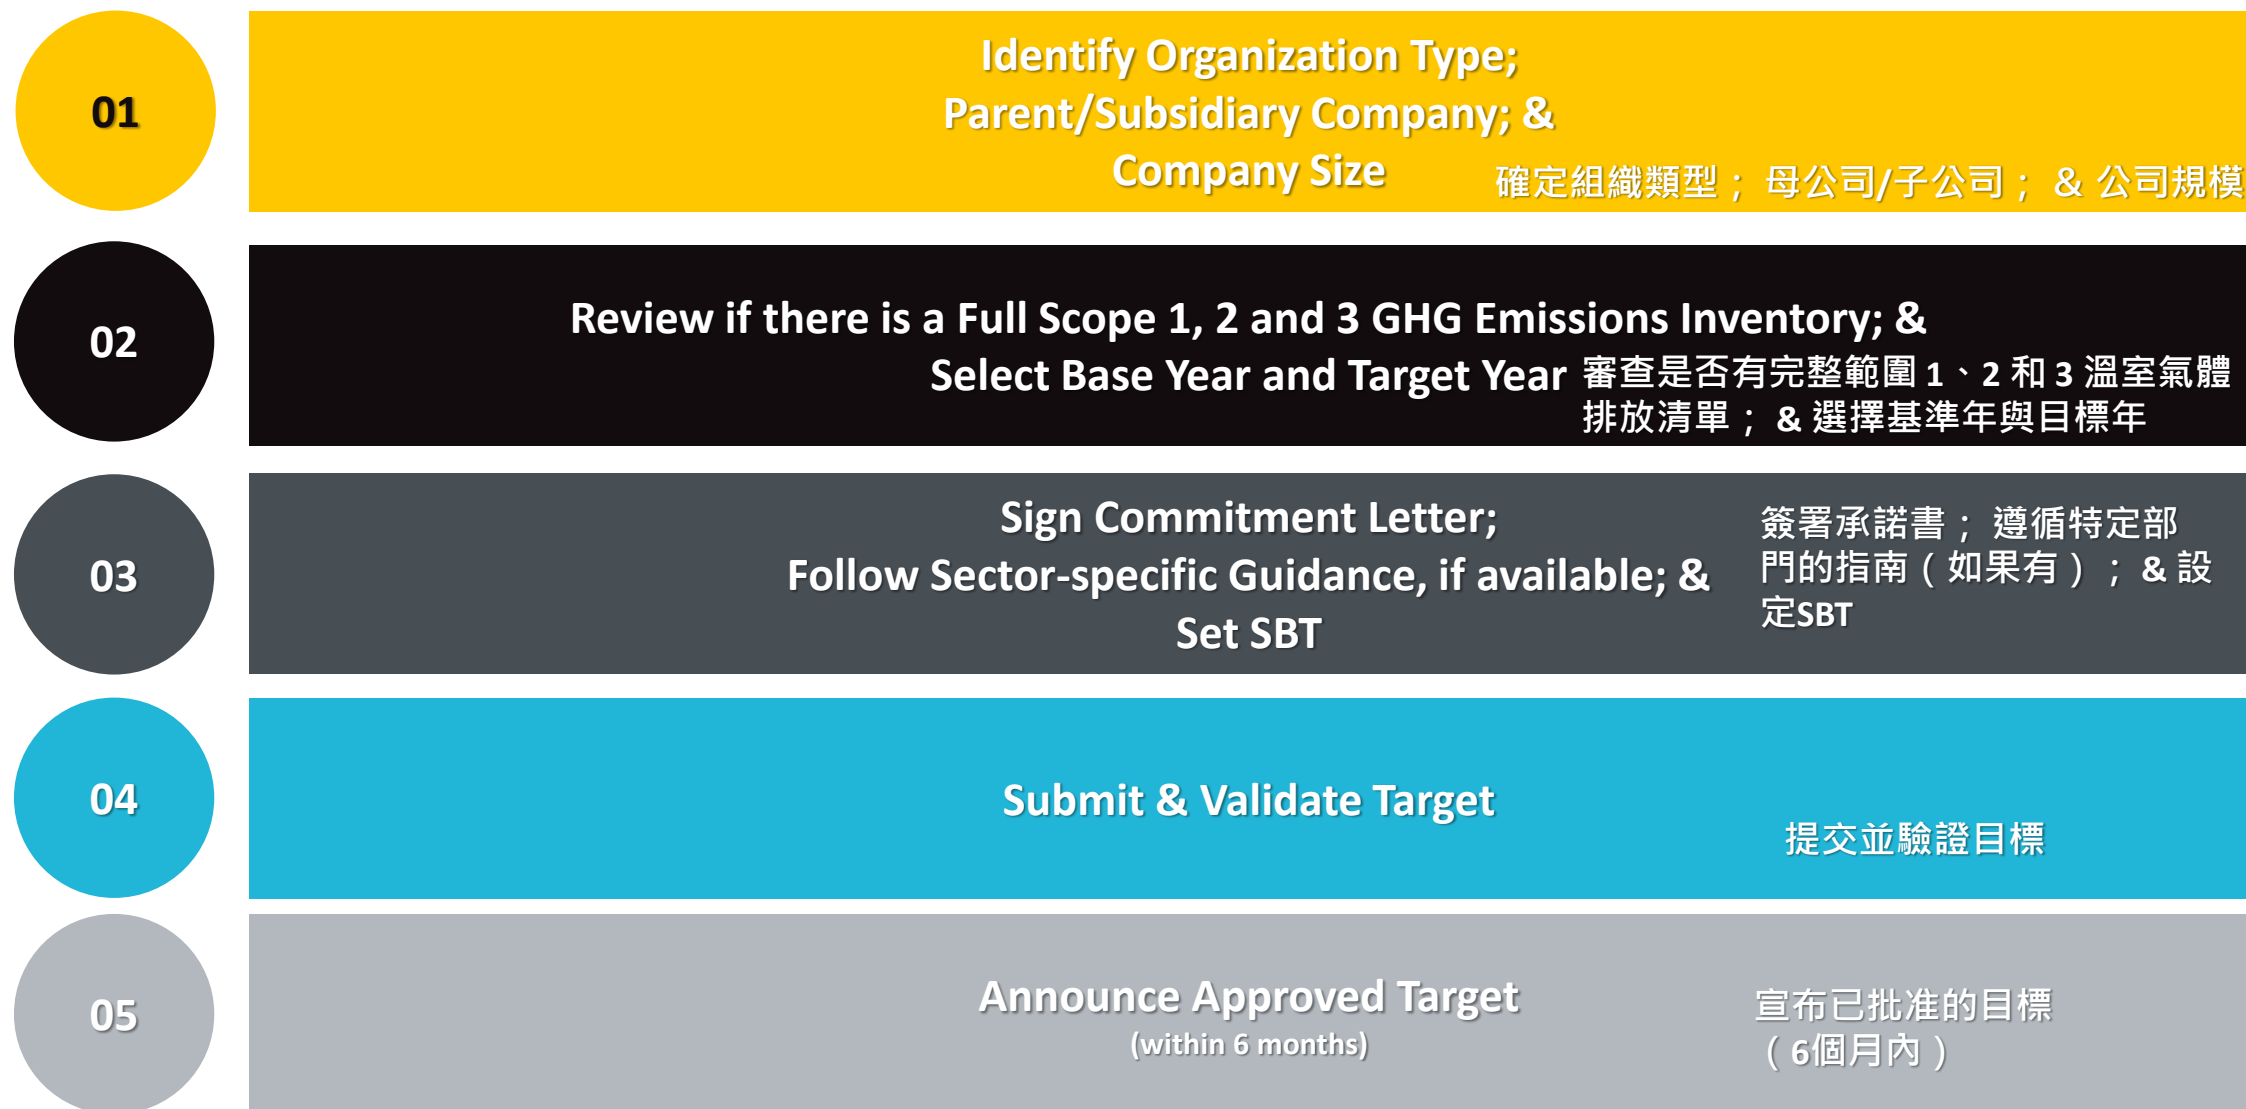 01
Identify Organization Type;
Parent/Subsidiary Company; &
Company Size
確定組織類型； 母公司/子公司； & 公司規模
02
Review if there is a Full Scope 1, 2 and 3 GHG Emissions Inventory; &
Select Base Year and Target Year
審查是否有完整範圍 1、2 和 3 溫室氣體
排放清單； & 選擇基準年與目標年
03
Sign Commitment Letter;
Follow Sector-specific Guidance, if available; &
Set SBT
簽署承諾書； 遵循特定部
門的指南（如果有）； & 設
定SBT
04
Submit & Validate Target
提交並驗證目標
05
Announce Approved Target
(within 6 months)
宣布已批准的目標
（6個月內）